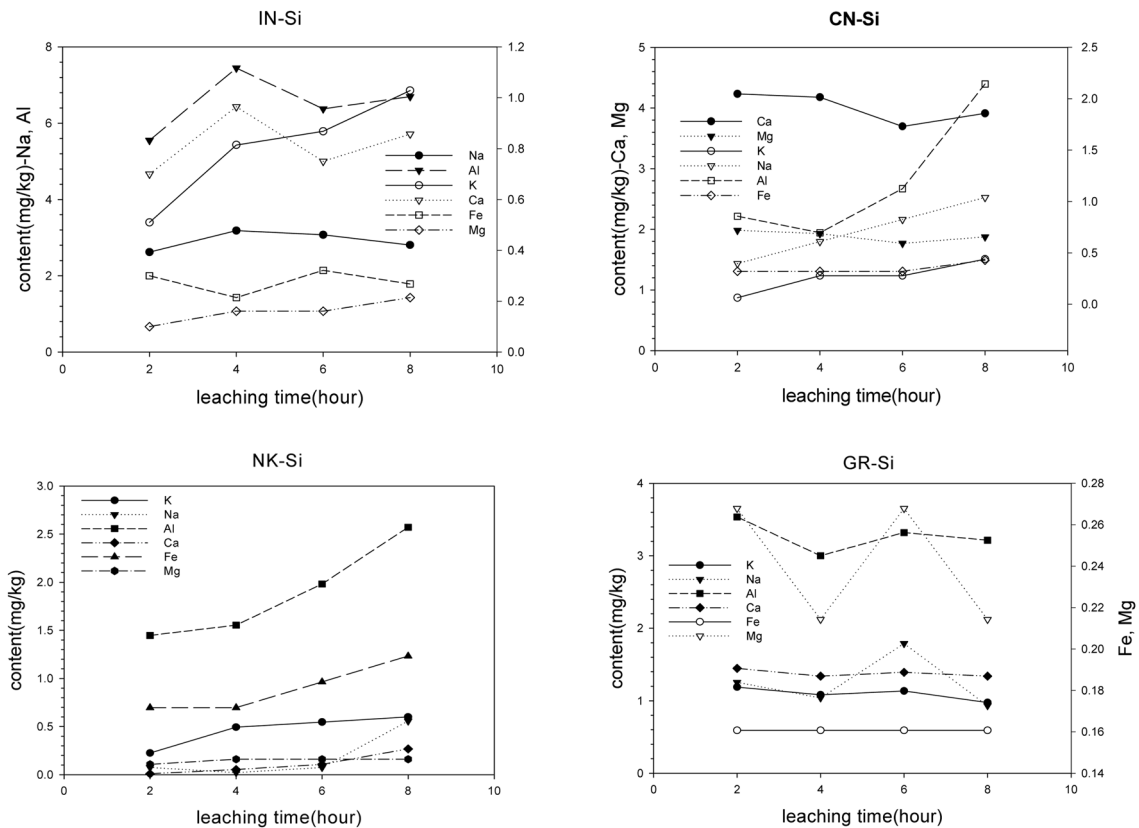 IN-Si
content(mg/kg)-Na, Al
8
6
4
2
0
1.2
1.0
0.8
0.6
0.4
0.2
0.0
Na
Al
K
Ca
Fe
Mg
0
2
4
6
8
10
leaching time(hour)
CN-Si
content(mg/kg)-Ca, Mg
5
4
3
2
1
0
2.5
2.0
1.5
1.0
0.5
0.0
Ca
Mg
K
Na
Al
Fe
0
2
4
6
8
10
leaching time(hour)
NK-Si
content(mg/kg)
3.0
2.5
2.0
1.5
1.0
0.5
0.0
K
Na
Al
Ca
Fe
Mg
0
2
4
6
8
10
leaching time(hour)
GR-Si
content(mg/kg)
4
3
2
1
0
0.28
0.26
0.24
0.22
0.20
0.18
0.16
0.14
Fe, Mg
K
Na
Al
Ca
Fe
Mg
0
2
4
6
8
10
leaching time(hour)